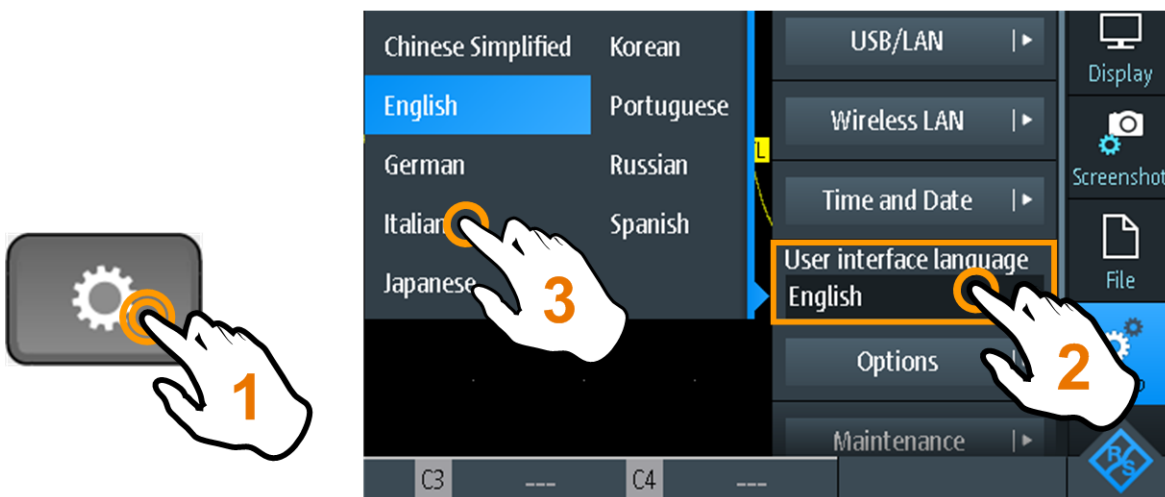 1
Chinese Simplified
Korean
English
Portuguese
German
Russian
Italian
Spanish
Japanese
3
USB/LAN
Wireless LAN
Time and Date
User interface language
English
2
Options
Maintenance
Display
Screenshot
File
R&S
C3
---
C4
---